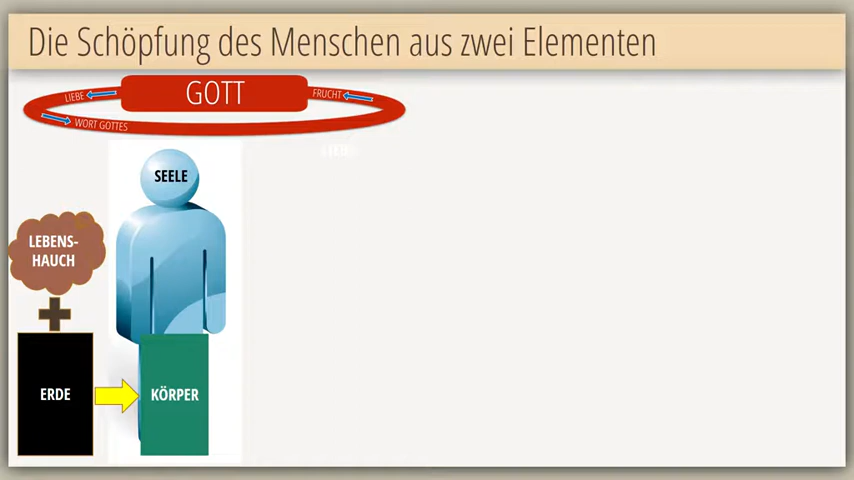 Die Schöpfung des Menschen aus zwei Elementen
GOTT
LIEBE
FRUCHT
WORT GOTTES
SEELE
LEBENS-
HAUCH
ERDE
KÖRPER